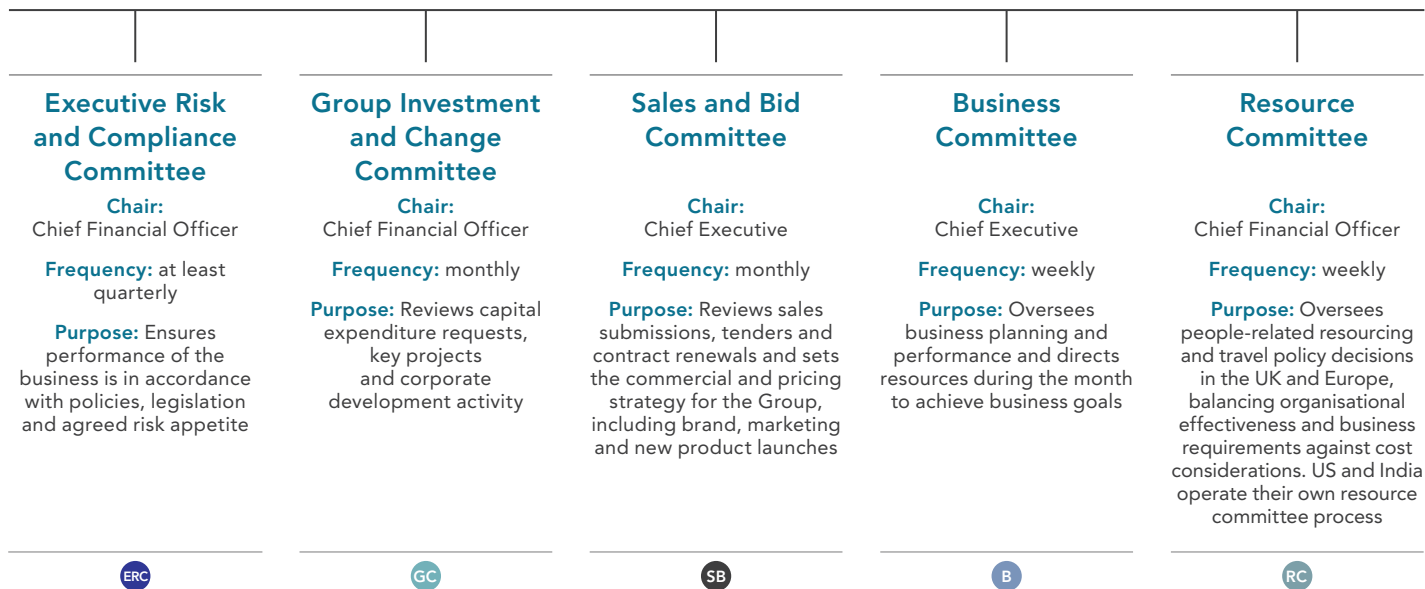 Executive Risk
and Compliance
Committee
Chair:
Chief Financial Officer
Frequency: at least
quarterly
Purpose: Ensures
performance of the
business is in accordance
with policies, legislation
and agreed risk appetite
ERC
Group Investment
and Change
Committee
Chair:
Chief Financial Officer
Frequency: monthly
Purpose: Reviews capital
expenditure requests,
key projects
and corporate
development activity
GC
Sales and Bid
Committee
Chair:
Chief Executive
Frequency: monthly
Purpose: Reviews sales
submissions, tenders and
contract renewals and sets
the commercial and pricing
strategy for the Group,
including brand, marketing
and new product launches
SB
Business
Committee
Chair:
Chief Executive
Frequency: weekly
Purpose: Oversees
business planning and
performance and directs
resources during the month
to achieve business goals
B
Resource
Committee
Chair:
Chief Financial Officer
Frequency: weekly
Purpose: Oversees
people-related resourcing
and travel policy decisions
in the UK and Europe,
balancing organisational
effectiveness and business
requirements against cost
considerations. US and India
operate their own resource
committee process
RC